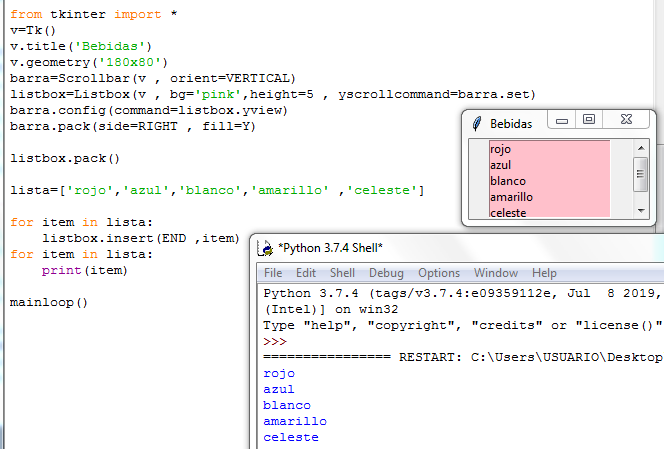 from tkinter import *
v=Tk()
v.title('Bebidas')
v.geometry('180x80')
barra=Scrollbar(v , orient=VERTICAL)
listbox=Listbox(v , bg='pink',height=5 , yscrollcommand=barra.set)
barra.config(command=listbox.yview)
barra.pack(side=RIGHT , fill=Y)
listbox.pack()
lista=['rojo','azul','blanco','amarillo' ,'celeste']
for item in lista:
    listbox.insert(END ,item)
for item in lista:
    print(item)
mainloop()
Bebidas
rojo
azul
blanco
amarillo
celeste
*Python 3.7.4 Shell*
File Edit Shell Debug Options Window Help
Python 3.7.4 (tags/v3.7.4:e09359112e, Jul  8 2019,
(Intel)] on win32
Type "help", "copyright", "credits" or "license()"
>>>
================ RESTART: C:\Users\USUARIO\Desktop
rojo
azul
blanco
amarillo
celeste